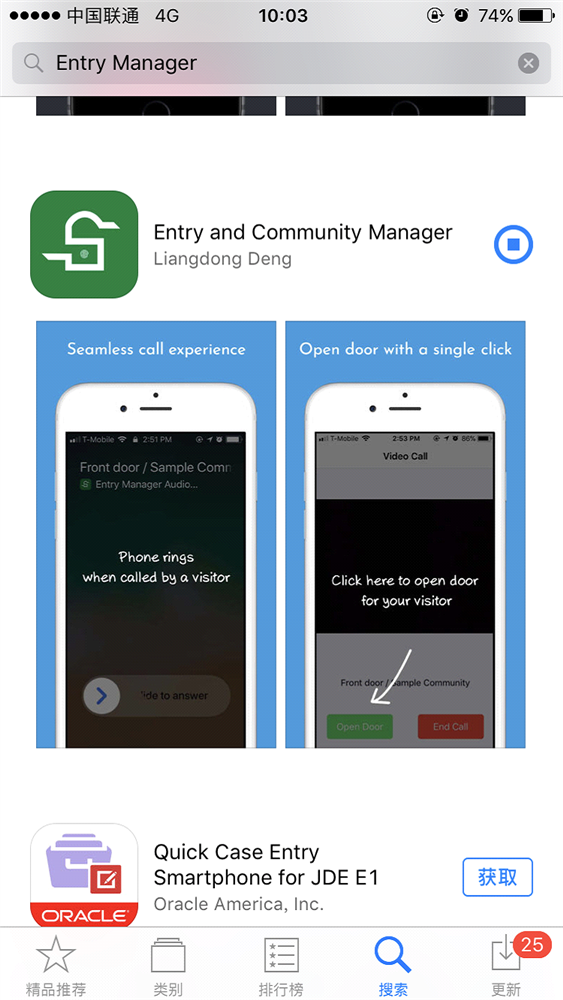 中国联通 4G 10:03 74%
Entry Manager
Entry and Community Manager
Liangdong Deng
Seamless call experience
T-Mobile 2:51 PM
Front door / Sample Comm
S Entry Manager Audio...
Phone rings
when called by a visitor
ide to answer
Open door with a single click
T-Mobile 2:53 PM 86%
Video Call
Click here to open door
for your visitor
Front door / Sample Community
Open Door End Call
Quick Case Entry
Smartphone for JDE E1
Oracle America, Inc.
获取
ORACLE
精品推荐 类别 排行榜 搜索 更新
25